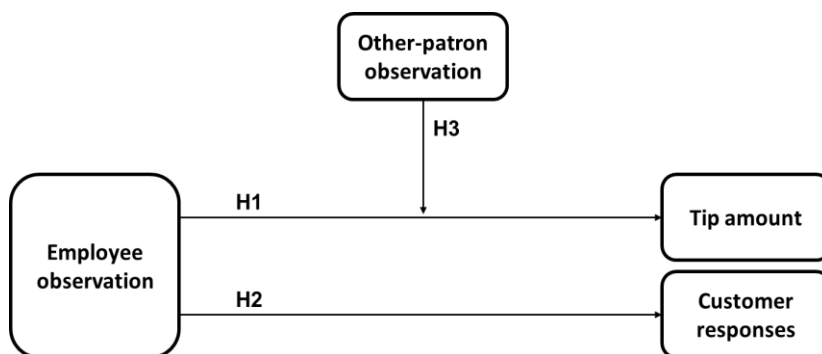 Other-patron
observation
H3
H1
Employee
observation
Tip amount
H2
Customer
responses